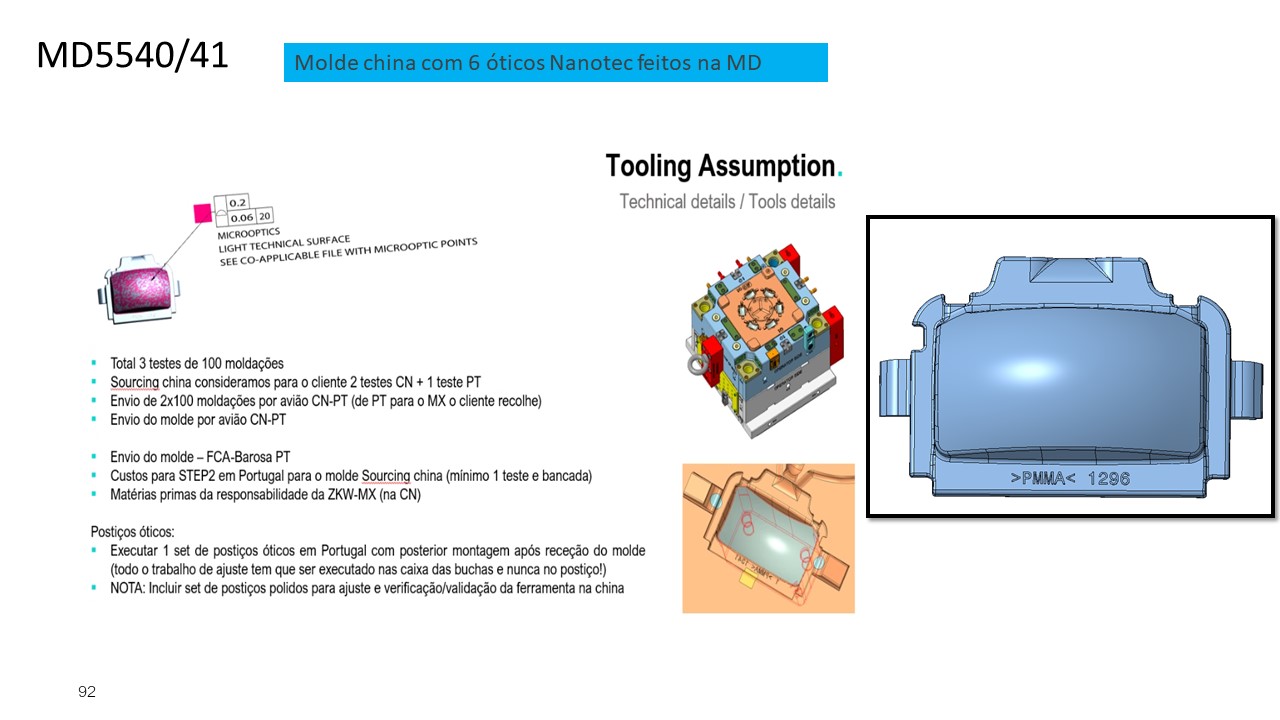 MD5540/41
Molde china com 6 óticos Nanotec feitos na MD
Tooling Assumption.
Technical details / Tools details
0.2
0.06 20
MICROOPTICS
LIGHT TECHNICAL SURFACE
SEE CO-APPLICABLE FILE WITH MICROOPTIC POINTS
▪ Total 3 testes de 100 moldações
▪ Sourcing china consideramos para o cliente 2 testes CN + 1 teste PT
▪ Envio de 2x100 moldações por avião CN-PT (de PT para o MX o cliente recolhe)
▪ Envio do molde por avião CN-PT
▪ Envio do molde – FCA-Barosa PT
▪ Custos para STEP2 em Portugal para o molde Sourcing china (mínimo 1 teste e bancada)
▪ Matérias primas da responsabilidade da ZKW-MX (na CN)
Postiços óticos:
▪ Executar 1 set de postiços óticos em Portugal com posterior montagem após receção do molde
(todo o trabalho de ajuste tem que ser executado nas caixa das buchas e nunca no postiço!)
▪ NOTA: Incluir set de postiços polidos para ajuste e verificação/validação da ferramenta na china
>PMMA< 1296
92